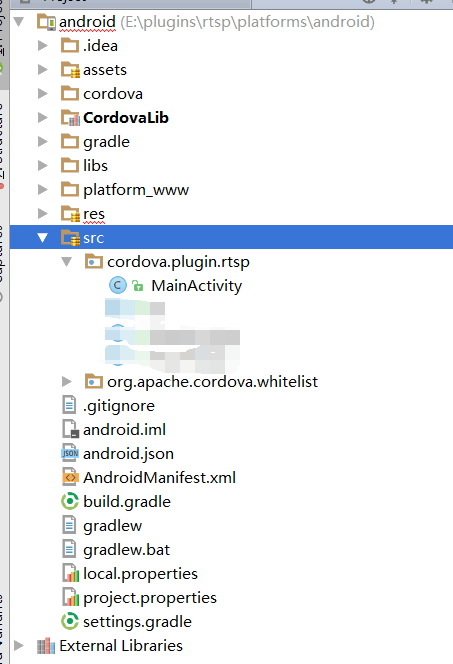 android (E:\plugins\rtsp\platforms\android)
.idea
assets
cordova
CordovaLib
gradle
libs
platform_www
res
src
cordova.plugin.rtsp
C MainActivity
org.apache.cordova.whitelist
.gitignore
android.iml
JSON android.json
AndroidManifest.xml
build.gradle
gradlew
gradlew.bat
local.properties
project.properties
settings.gradle
External Libraries